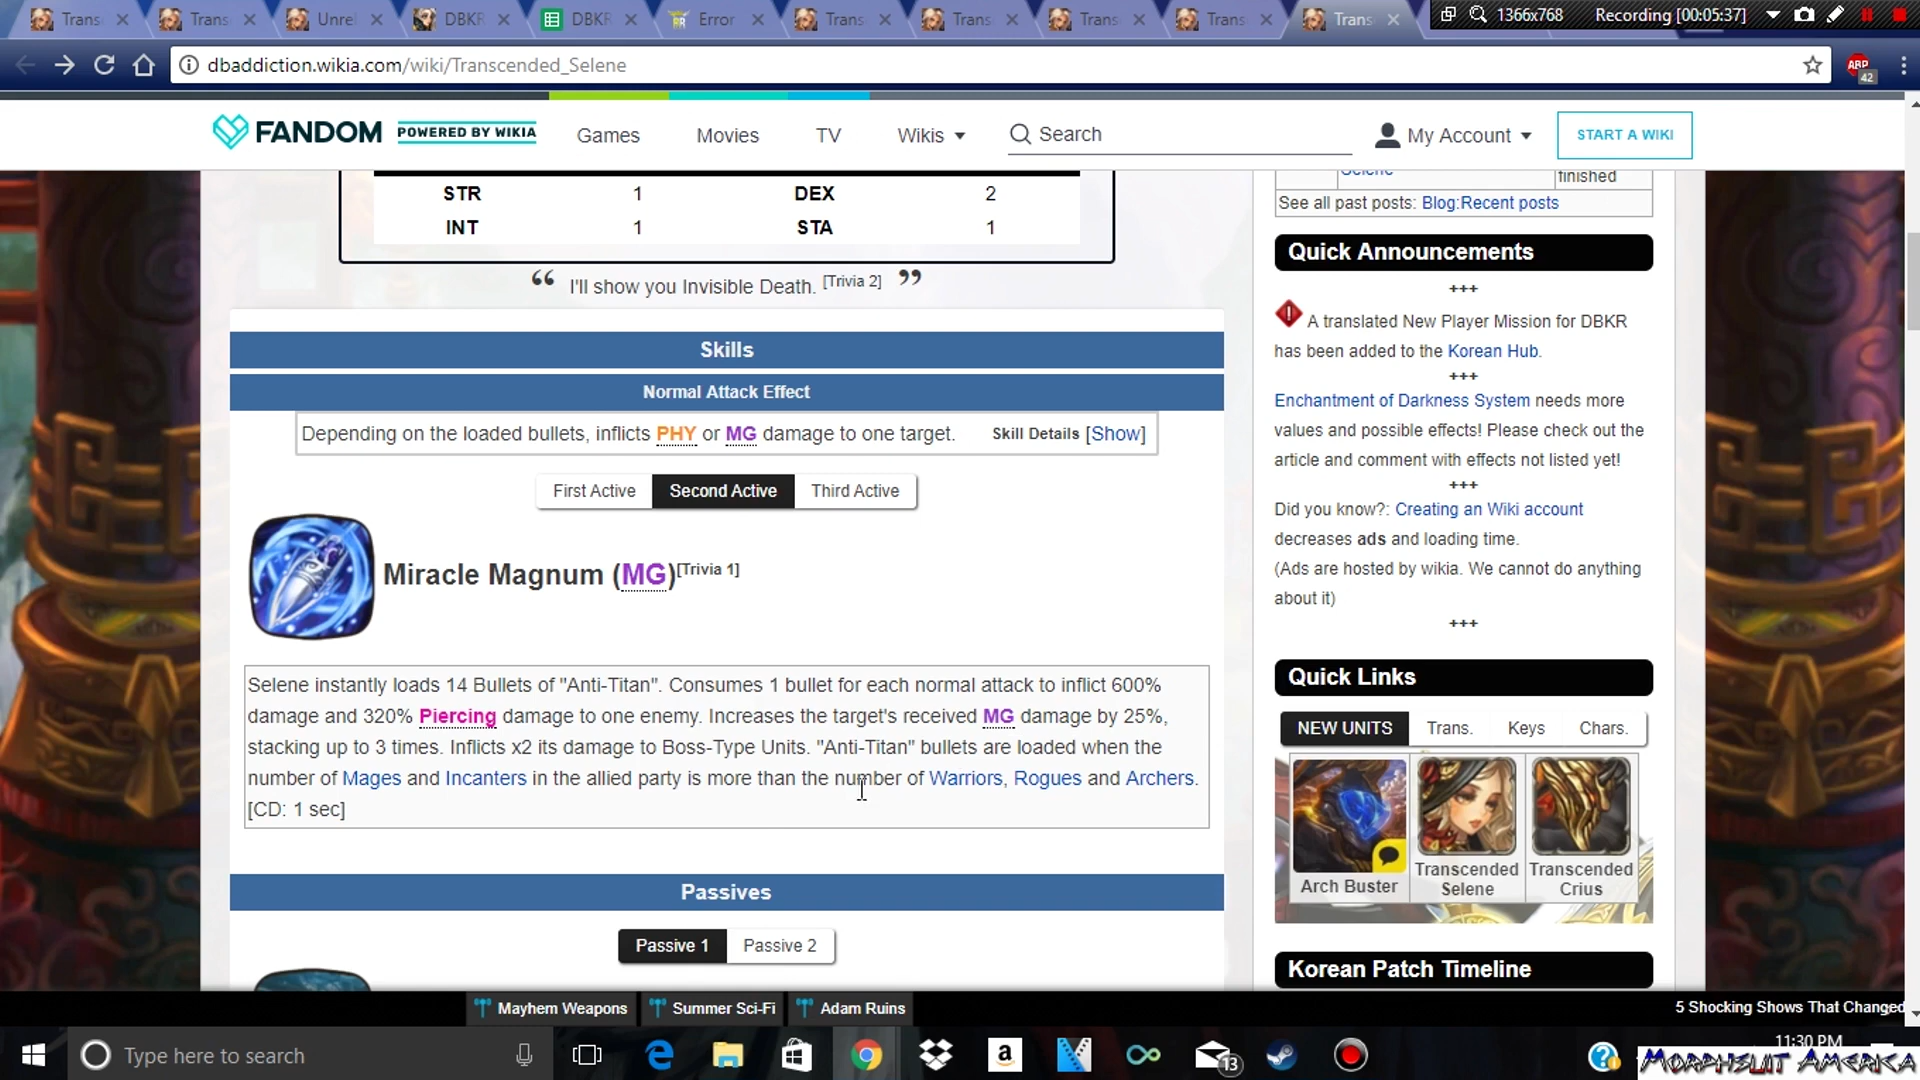 Trans
Trans
Unre
DBKR
DBKR
Error
Trans
Trans
Trans
Trans
Trans
1366x768
Recording [00:05:37]
dbaddiction.wikia.com/wiki/Transcended_Selene
ABP
42
FANDOM
POWERED BY WIKIA
Games
Movies
TV
Wikis
Search
My Account
START A WIKI
STR 1 DEX 2
INT 1 STA 1
“ I'll show you Invisible Death. [Trivia 2] ”
Skills
Normal Attack Effect
Depending on the loaded bullets, inflicts PHY or MG damage to one target. Skill Details [Show]
First Active
Second Active
Third Active
Miracle Magnum (MG)[Trivia 1]
Selene instantly loads 14 Bullets of "Anti-Titan". Consumes 1 bullet for each normal attack to inflict 600%
damage and 320% Piercing damage to one enemy. Increases the target's received MG damage by 25%,
stacking up to 3 times. Inflicts x2 its damage to Boss-Type Units. "Anti-Titan" bullets are loaded when the
number of Mages and Incanters in the allied party is more than the number of Warriors, Rogues and Archers.
[CD: 1 sec]
Passives
Passive 1
Passive 2
Selene
finished
See all past posts: Blog:Recent posts
Quick Announcements
+++
A translated New Player Mission for DBKR
has been added to the Korean Hub.
+++
Enchantment of Darkness System needs more
values and possible effects! Please check out the
article and comment with effects not listed yet!
+++
Did you know?: Creating an Wiki account
decreases ads and loading time.
(Ads are hosted by wikia. We cannot do anything
about it)
+++
Quick Links
NEW UNITS
Trans.
Keys
Chars.
Arch Buster
Transcended
Selene
Transcended
Crius
Korean Patch Timeline
Mayhem Weapons
Summer Sci-Fi
Adam Ruins
5 Shocking Shows That Changed
Type here to search
13
11:30 PM
MORPHSUIT AMERICA